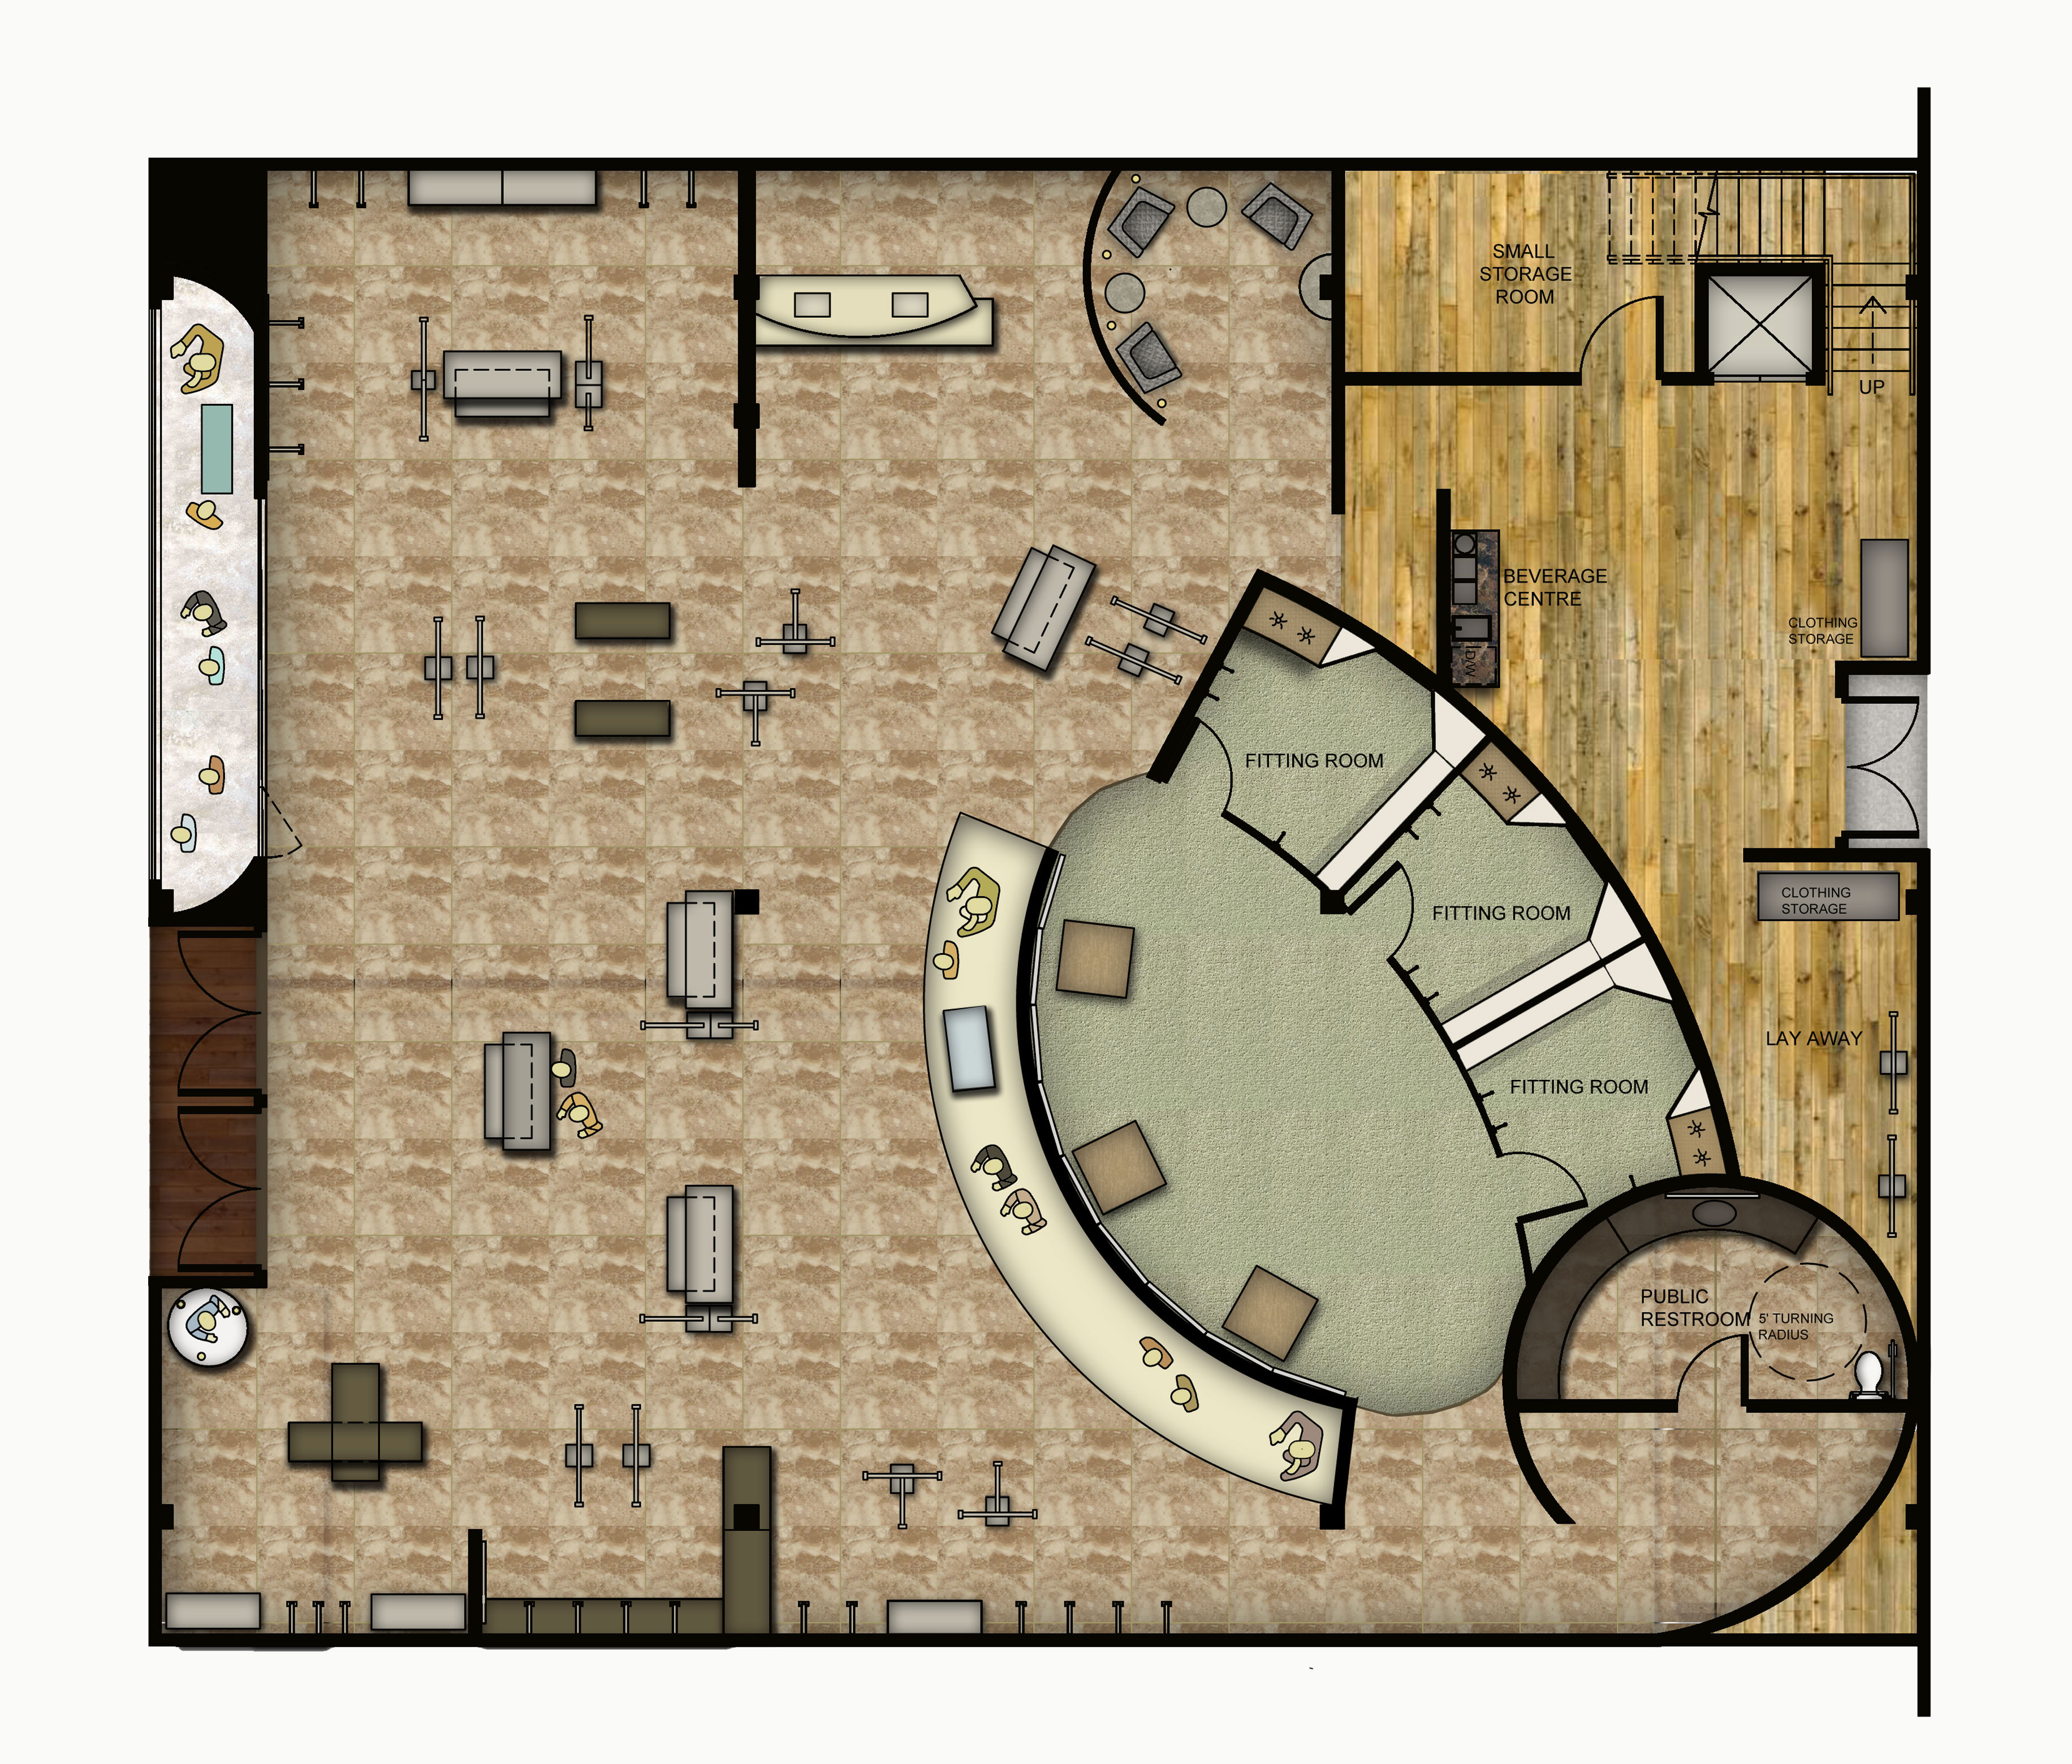 SMALL
STORAGE
ROOM
UP
BEVERAGE
CENTRE
D/W
CLOTHING
STORAGE
FITTING ROOM
CLOTHING
STORAGE
FITTING ROOM
LAY AWAY
FITTING ROOM
PUBLIC
RESTROOM
5' TURNING
RADIUS